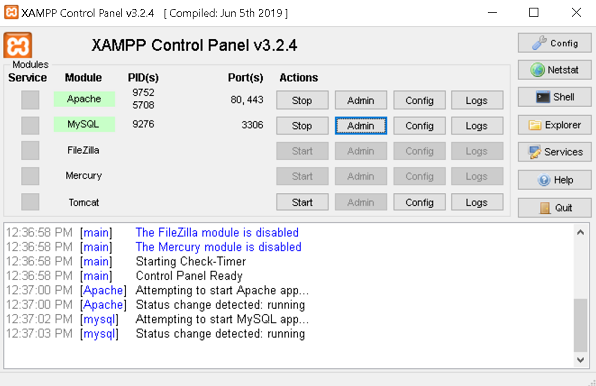 XAMPP Control Panel v3.2.4 [ Compiled: Jun 5th 2019 ]
XAMPP Control Panel v3.2.4
Config
Modules
Service Module PID(s) Port(s) Actions
Netstat
Apache 9752 5708 80, 443 Stop Admin Config Logs
Shell
MySQL 9276 3306 Stop Admin Config Logs
Explorer
FileZilla Start Admin Config Logs
Services
Mercury Start Admin Config Logs
Help
Tomcat Start Admin Config Logs
Quit
12:36:58 PM [main] The FileZilla module is disabled
12:36:58 PM [main] The Mercury module is disabled
12:36:58 PM [main] Starting Check-Timer
12:36:58 PM [main] Control Panel Ready
12:37:00 PM [Apache] Attempting to start Apache app...
12:37:00 PM [Apache] Status change detected: running
12:37:02 PM [mysql] Attempting to start MySQL app...
12:37:03 PM [mysql] Status change detected: running